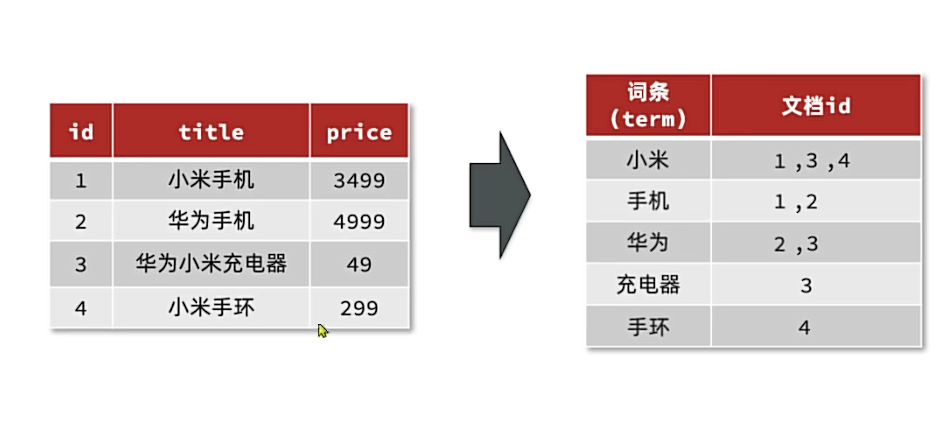 id title price
1 小米手机 3499
2 华为手机 4999
3 华为小米充电器 49
4 小米手环 299
词条
(term) 文档id
小米 1 ,3 ,4
手机 1 ,2
华为 2 ,3
充电器 3
手环 4